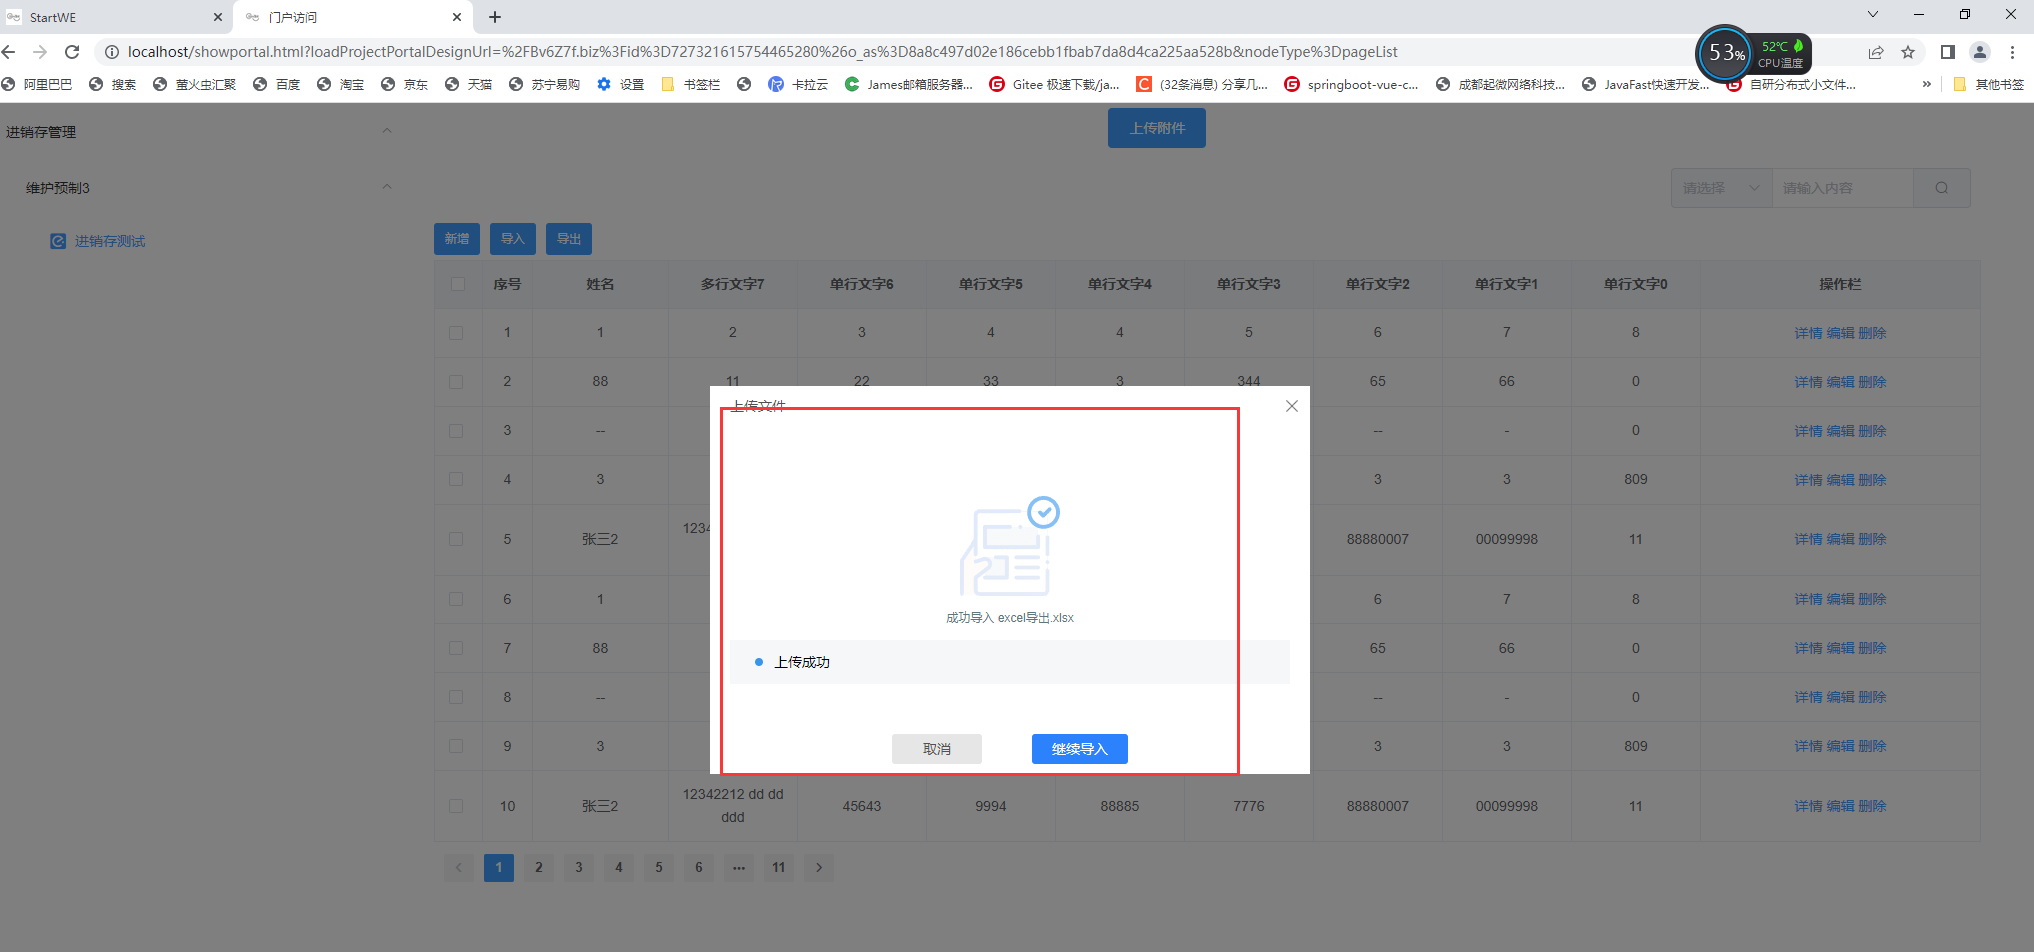 StartWE
门户访问
localhost/showportal.html?loadProjectPortalDesignUrl=%2FBv6Z7f.biz%3Fid%3D727321615754465280%26o_as%3D8a8c497d02e186cebb1fbab7da8d4ca225aa528b&nodeType%3DpageList
53%
52℃
CPU温度
阿里巴巴 搜索 萤火虫汇聚 百度 淘宝 京东 天猫 苏宁易购 设置 书签栏 卡拉云 James邮箱服务器... Gitee 极速下载/ja... (32条消息) 分享几... springboot-vue-c... 成都起微网络科技... JavaFast快速开发... 自研分布式小文件... » 其他书签
进销存管理
上传附件
维护预制3
请选择 请输入内容
进销存测试
新增 导入 导出
序号 姓名 多行文字7 单行文字6 单行文字5 单行文字4 单行文字3 单行文字2 单行文字1 单行文字0 操作栏
1 1 2 3 4 4 5 6 7 8 详情 编辑 删除
2 88 11 22 33 3 344 65 66 0 详情 编辑 删除
3 -- -- - 0 详情 编辑 删除
4 3 3 3 809 详情 编辑 删除
5 张三2 1234 88880007 00099998 11 详情 编辑 删除
6 1 6 7 8 详情 编辑 删除
7 88 65 66 0 详情 编辑 删除
8 -- -- - 0 详情 编辑 删除
9 3 3 3 809 详情 编辑 删除
10 张三2 12342212 dd dd ddd 45643 9994 88885 7776 88880007 00099998 11 详情 编辑 删除
上传文件
成功导入 excel导出.xlsx
上传成功
取消 继续导入
1 2 3 4 5 6 ••• 11